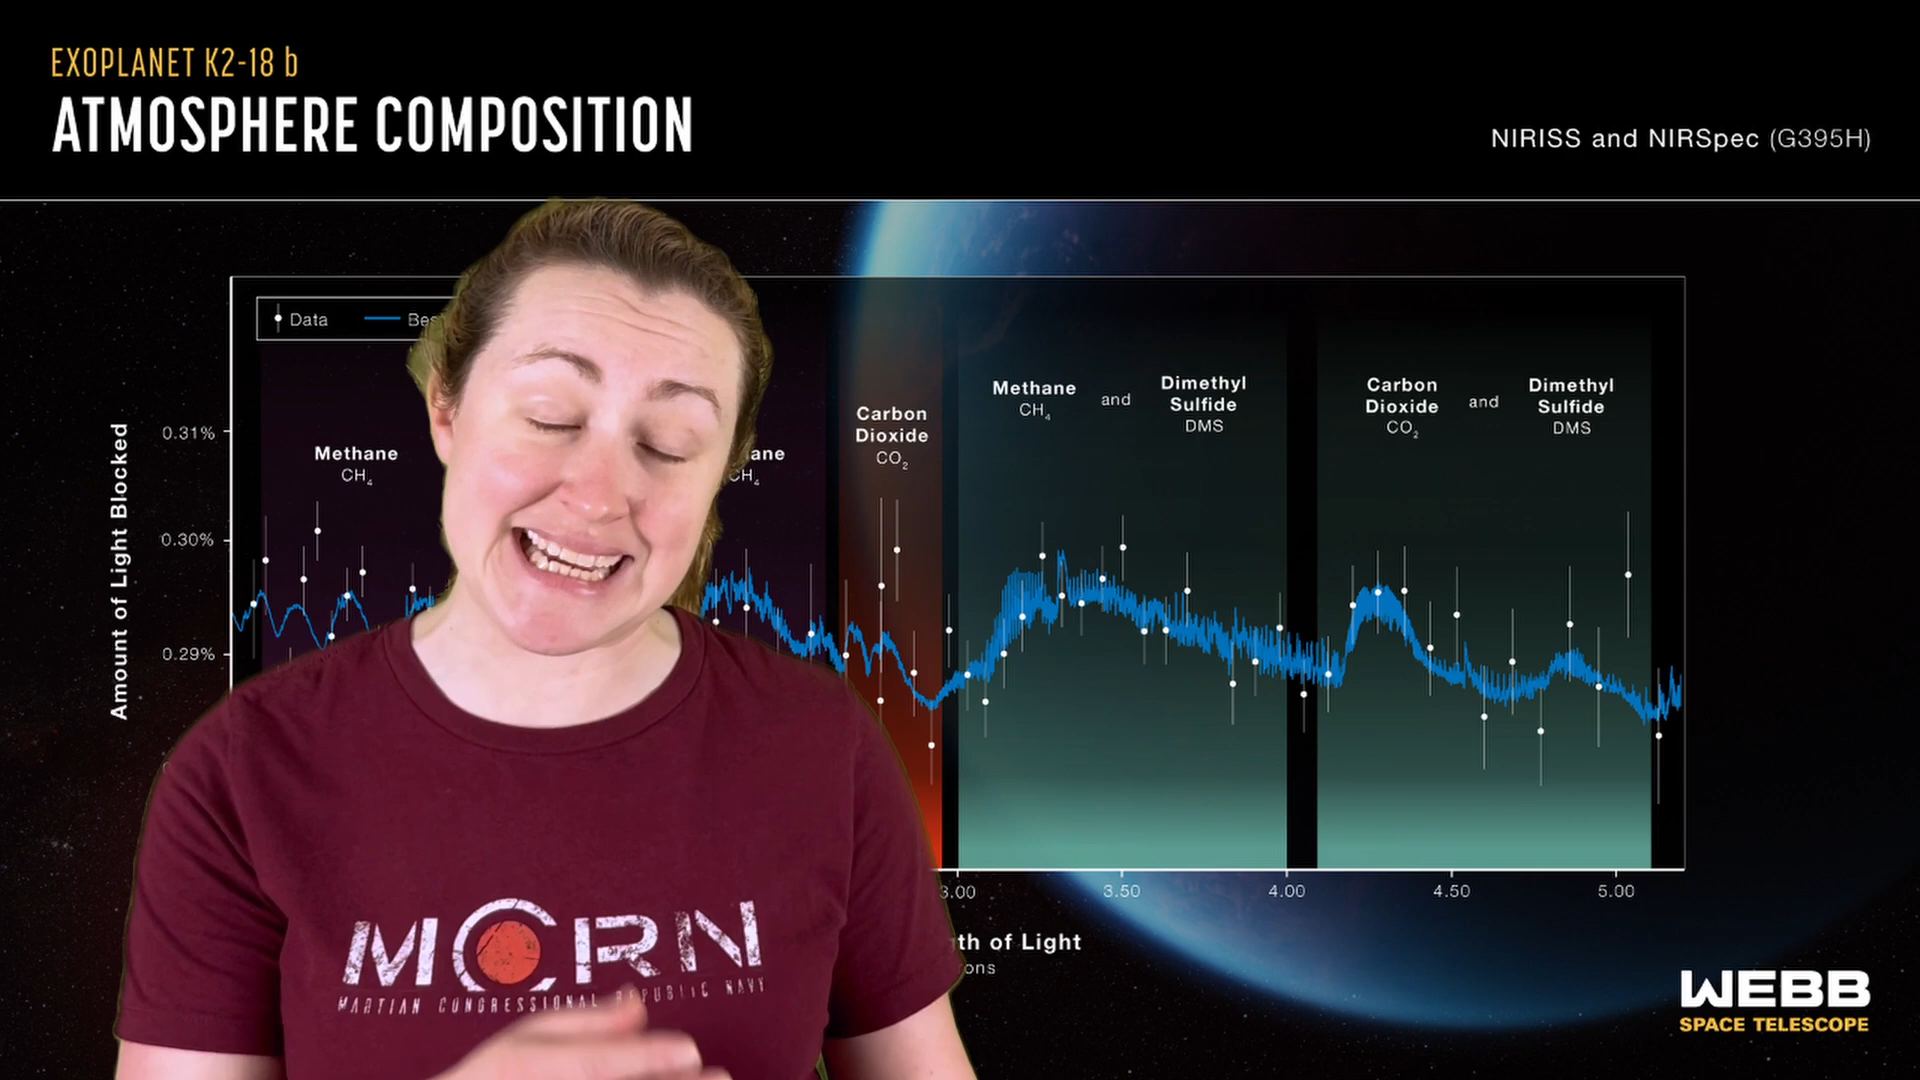 EXOPLANET K2-18 b
ATMOSPHERE COMPOSITION
NIRISS and NIRSpec (G395H)
Data
Amount of Light Blocked
0.31%
0.30%
0.29%
Methane
CH₄
CH₄
Carbon
Dioxide
CO₂
Methane
CH₄
and
Dimethyl
Sulfide
DMS
Carbon
Dioxide
CO₂
and
Dimethyl
Sulfide
DMS
3.00
3.50
4.00
4.50
5.00
of Light
MCRN
MARTIAN CONGRESSIONAL REPUBLIC NAVY
WEBB
SPACE TELESCOPE